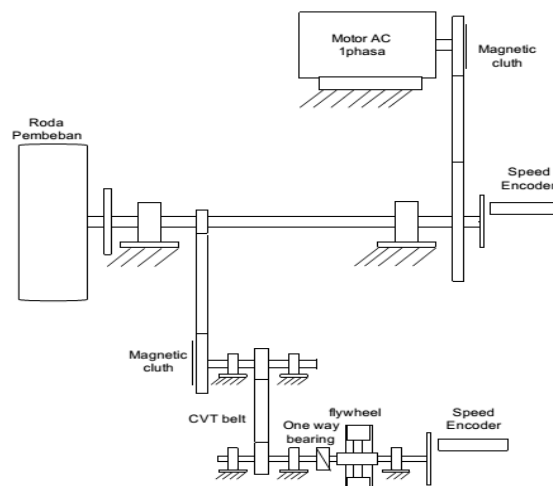 Motor AC
1phasa
Magnetic
cluth
Roda
Pembeban
Speed
Encoder
Magnetic
cluth
CVT belt
One way
bearing
flywheel
Speed
Encoder